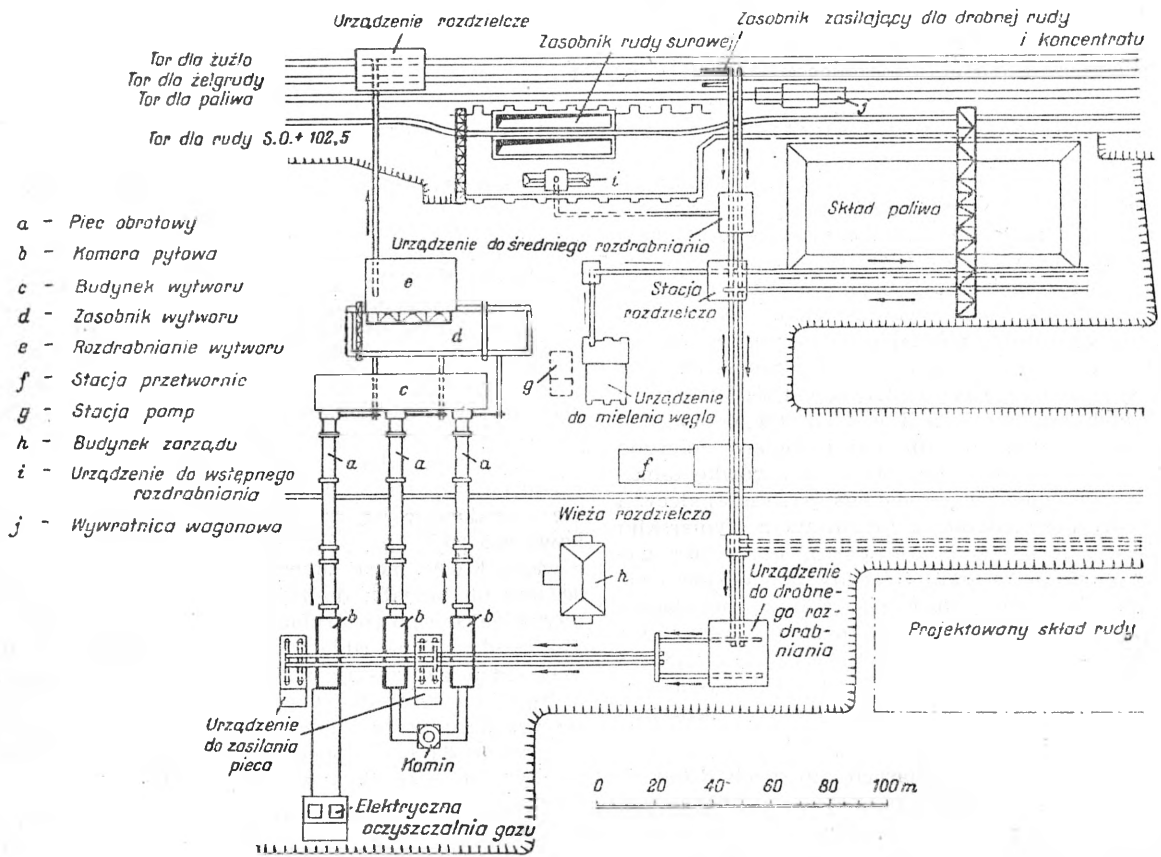 Urządzenie rozdzielcze
Zasobnik zasilający dla drobnej rudy
i koncentratu
Zasobnik rudy surowej
Tor dla żużlo
Tor dla żelgrudy
Tor dla paliwa
Tor dla rudy S.O.+ 102,5
j
i
Skład paliwa
Urządzenie do średniego rozdrabniania
a - Piec obrotowy
b - Komora pyłowa
c - Budynek wytworu
d - Zasobnik wytworu
e - Rozdrabnianie wytworu
f - Stacja przetwornic
g - Stacja pomp
h - Budynek zarządu
i - Urządzenie do wstępnego
rozdrabniania
j - Wywrotnica wagonowa
e
d
c
Stacja
rozdzielcza
g
Urządzenie
do mielenia węgla
a
a
a
f
Wieża rozdzielcza
h
Urządzenie
do drobne-
go roz-
drab-
niania
Projektowany skład rudy
b
b
b
Urządzenie
do zasilania
pieca
Komin
Elektryczna
oczyszczalnia gazu
0 20 40 60 80 100 m